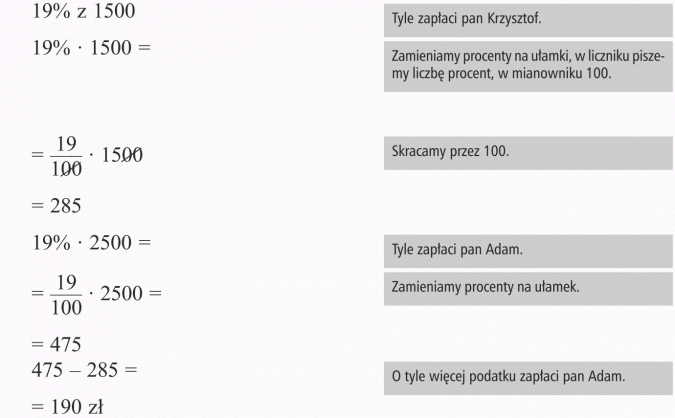 19% z 1500
Tyle zapłaci pan Krzysztof.
19% · 1500 =
Zamieniamy procenty na ułamki, w liczniku pisze-
my liczbę procent, w mianowniku 100.
= 19/100 · 1500
Skracamy przez 100.
= 285
19% · 2500 =
Tyle zapłaci pan Adam.
= 19/100 · 2500 =
Zamieniamy procenty na ułamek.
= 475
475 – 285 =
O tyle więcej podatku zapłaci pan Adam.
= 190 zł